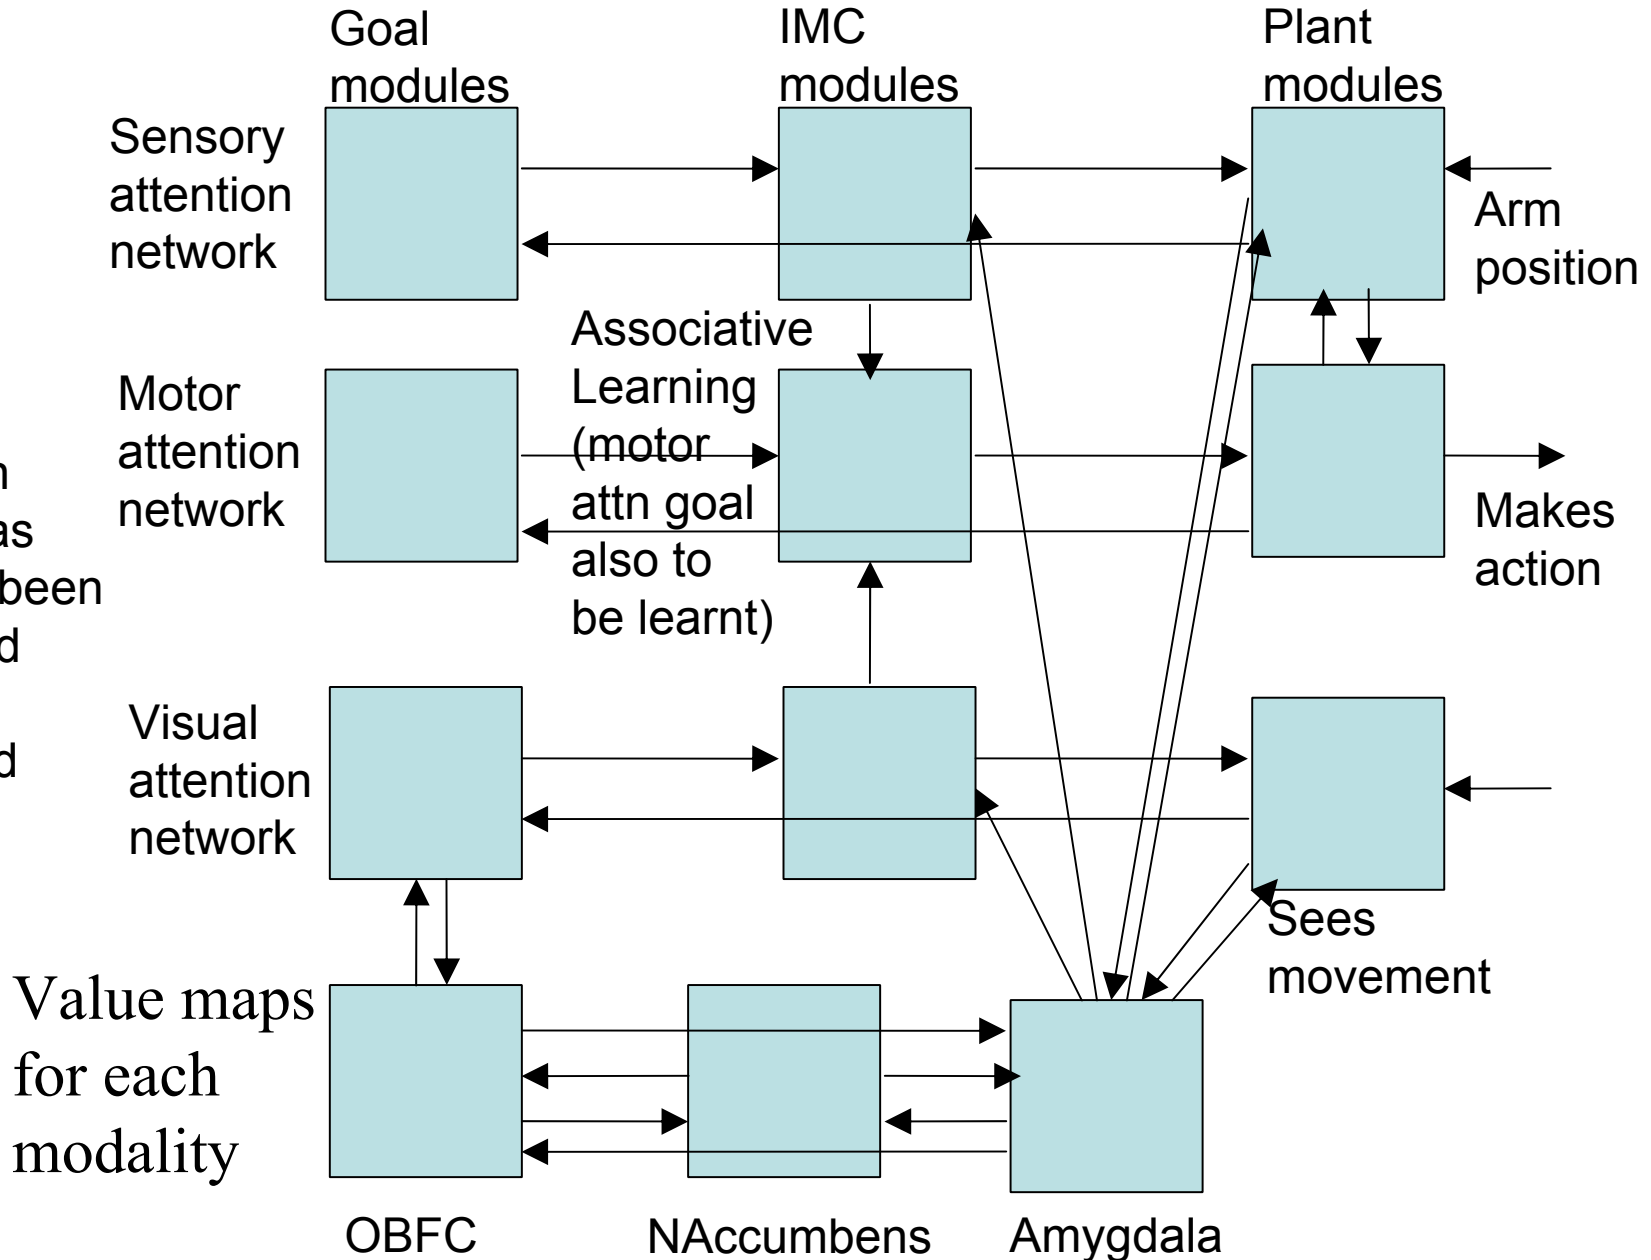 Goal
modules
IMC
modules
Plant
modules
Sensory
attention
network
Arm
position
Associative
Learning
(motor
attn goal
also to
be learnt)
Motor
attention
network
Makes
action
as
been
Visual
attention
network
Sees
movement
Value maps
for each
modality
OBFC
NAccumbens
Amygdala